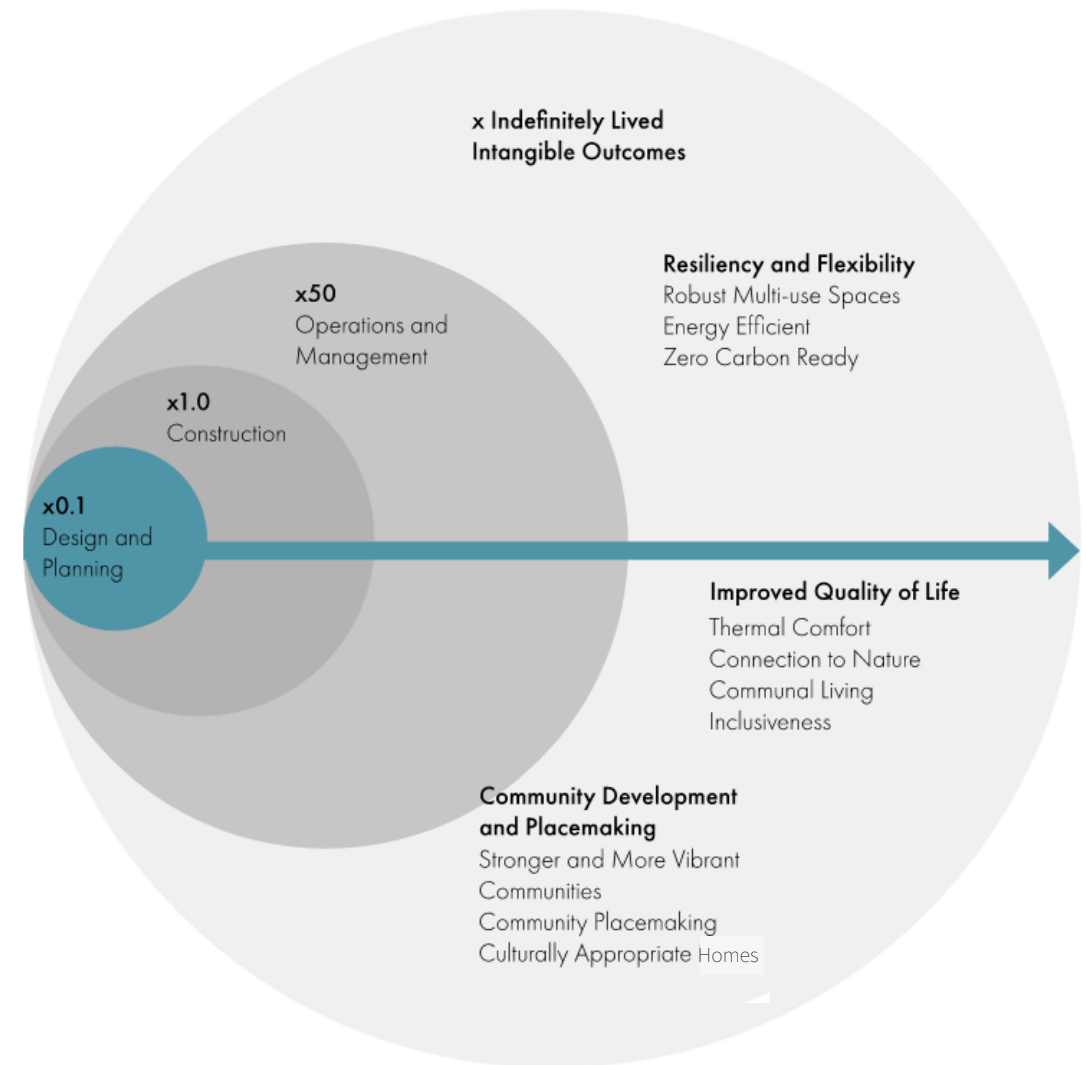 x Indefinitely Lived
Intangible Outcomes
Resiliency and Flexibility
Robust Multi-use Spaces
Energy Efficient
Zero Carbon Ready
x50
Operations and
Management
x1.0
Construction
x0.1
Design and
Planning
Improved Quality of Life
Thermal Comfort
Connection to Nature
Communal Living
Inclusiveness
Community Development
and Placemaking
Stronger and More Vibrant
Communities
Community Placemaking
Culturally Appropriate Homes